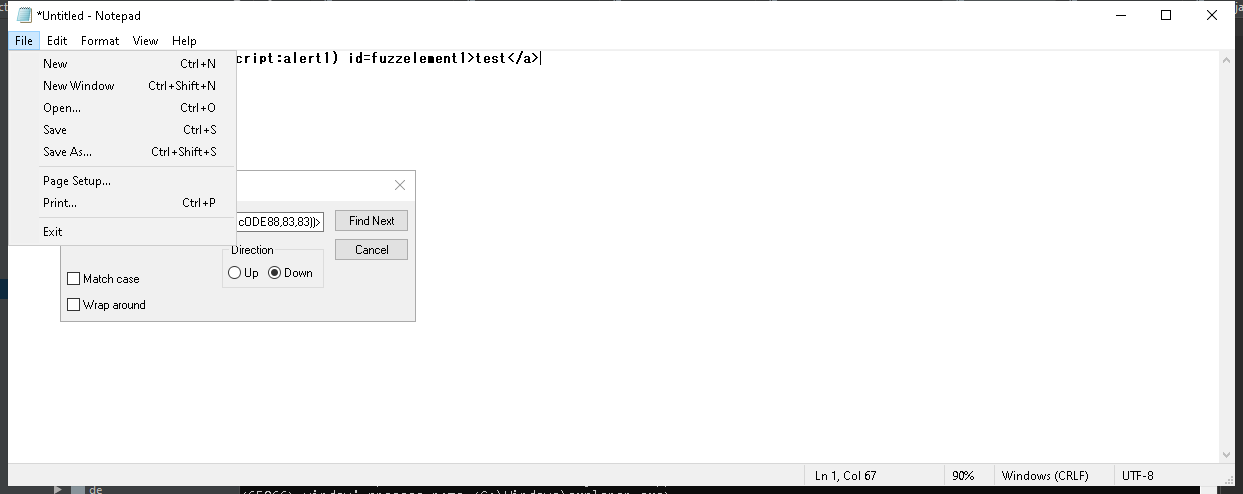 *Untitled - Notepad
File Edit Format View Help
cript:alert1) id=fuzzelement1>test</a>
New Ctrl+N
New Window Ctrl+Shift+N
Open... Ctrl+O
Save Ctrl+S
Save As... Ctrl+Shift+S
Page Setup...
Print... Ctrl+P
Exit
cODE88,83,83))> Find Next
Direction Cancel
Up Down
Match case
Wrap around
Ln 1, Col 67 90% Windows (CRLF) UTF-8
de